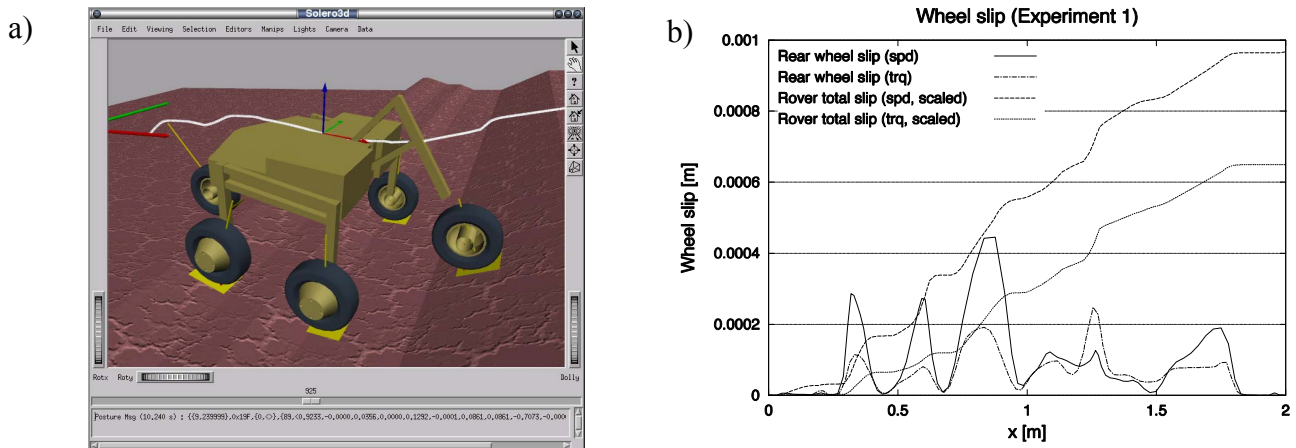 a)
Solero3d
File Edit Viewing Selection Editors Manips Lights Camera Data
?
Rotx Roty Dolly
925
Posture Msg (10,240 s) : {{9,239999},0x19F,{0,<>},{89,<0,9233,-0,0000,0,0356,0,0000,0,1292,-0,0001,0,0861,0,0861,-0,7073,-0,000
b)
Wheel slip (Experiment 1)
Rear wheel slip (spd)
Rear wheel slip (trq)
Rover total slip (spd, scaled)
Rover total slip (trq, scaled)
Wheel slip [m]
0.001
0.0008
0.0006
0.0004
0.0002
0
0 0.5 1 1.5 2
x [m]